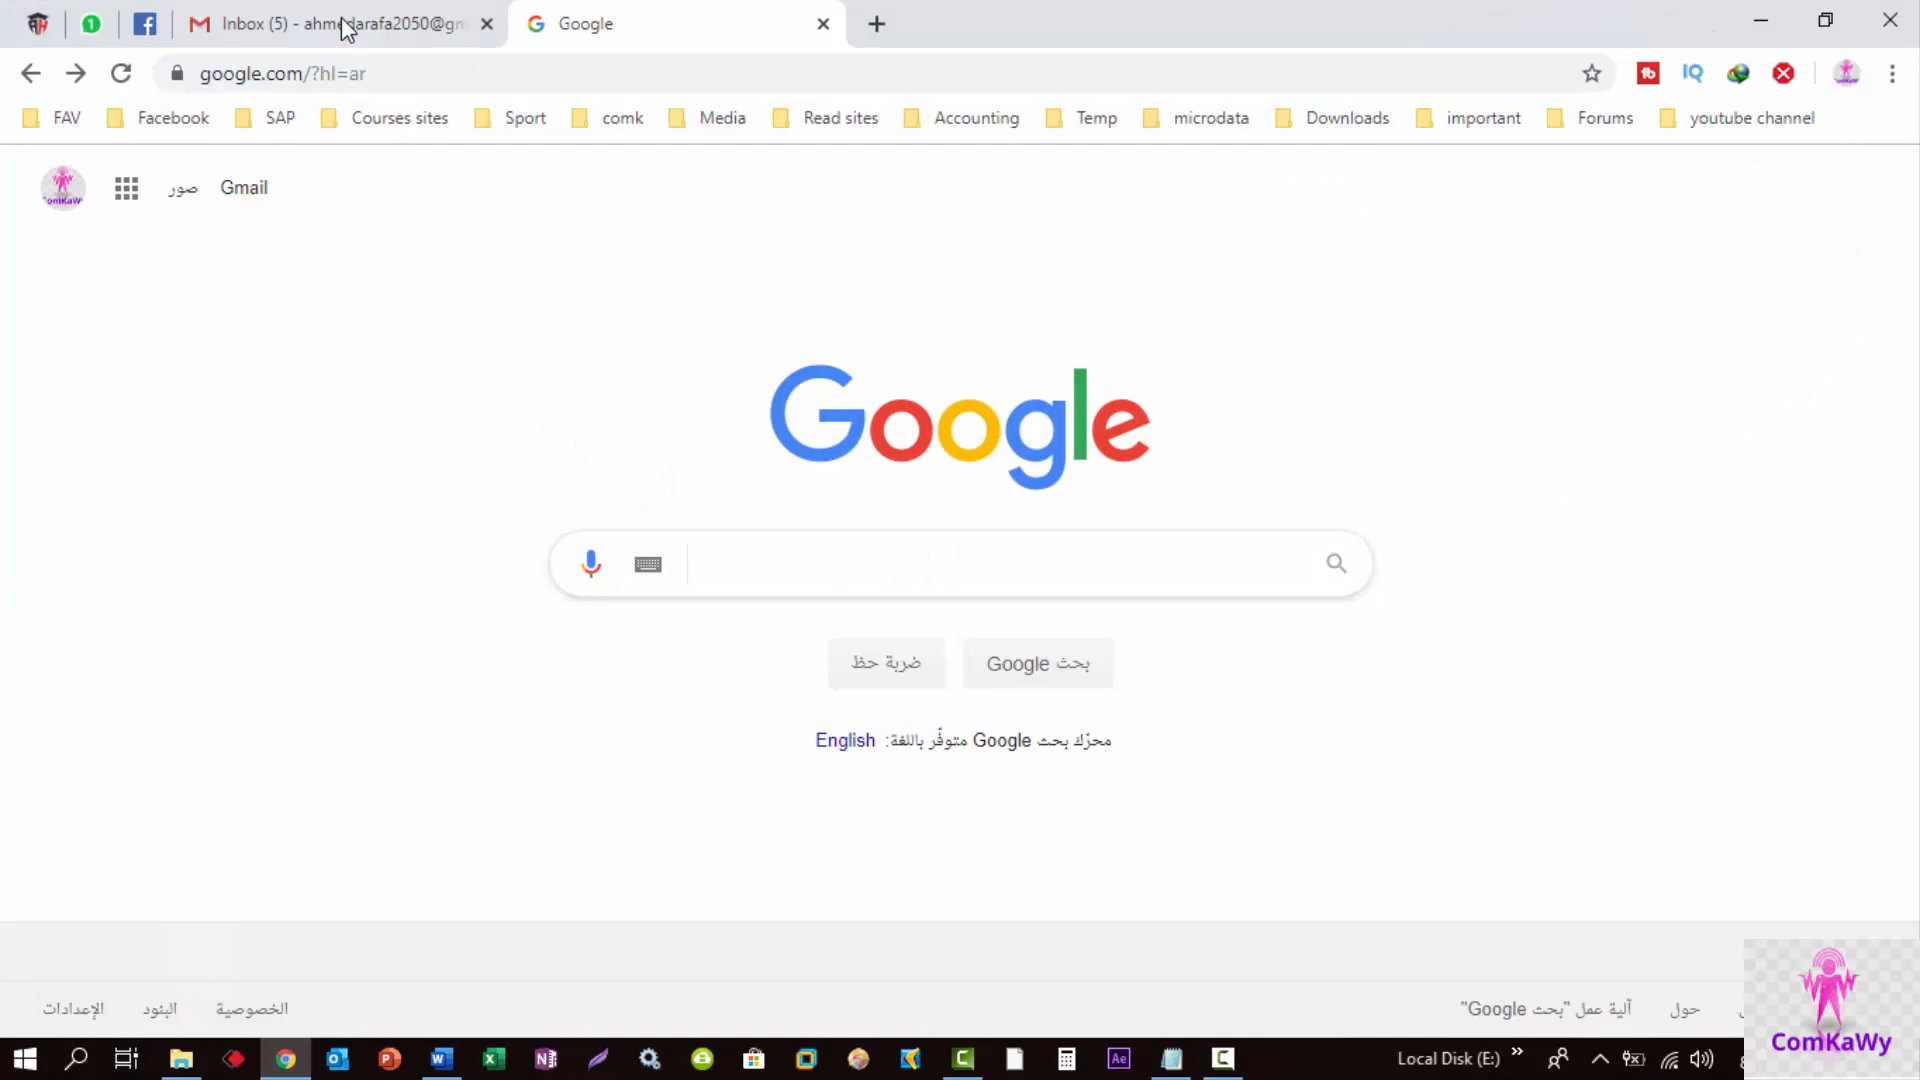 Inbox (5) - ahmedarafa2050@gm
Google
google.com/?hl=ar
FAV
Facebook
SAP
Courses sites
Sport
comk
Media
Read sites
Accounting
Temp
microdata
Downloads
important
Forums
youtube channel
صور
Gmail
Google
بحث Google
ضربة حظ
محرّك بحث Google متوفّر باللغة: English
حول
آلية عمل "بحث Google"
الخصوصية
البنود
الإعدادات
Local Disk (E:)
ComKaWy